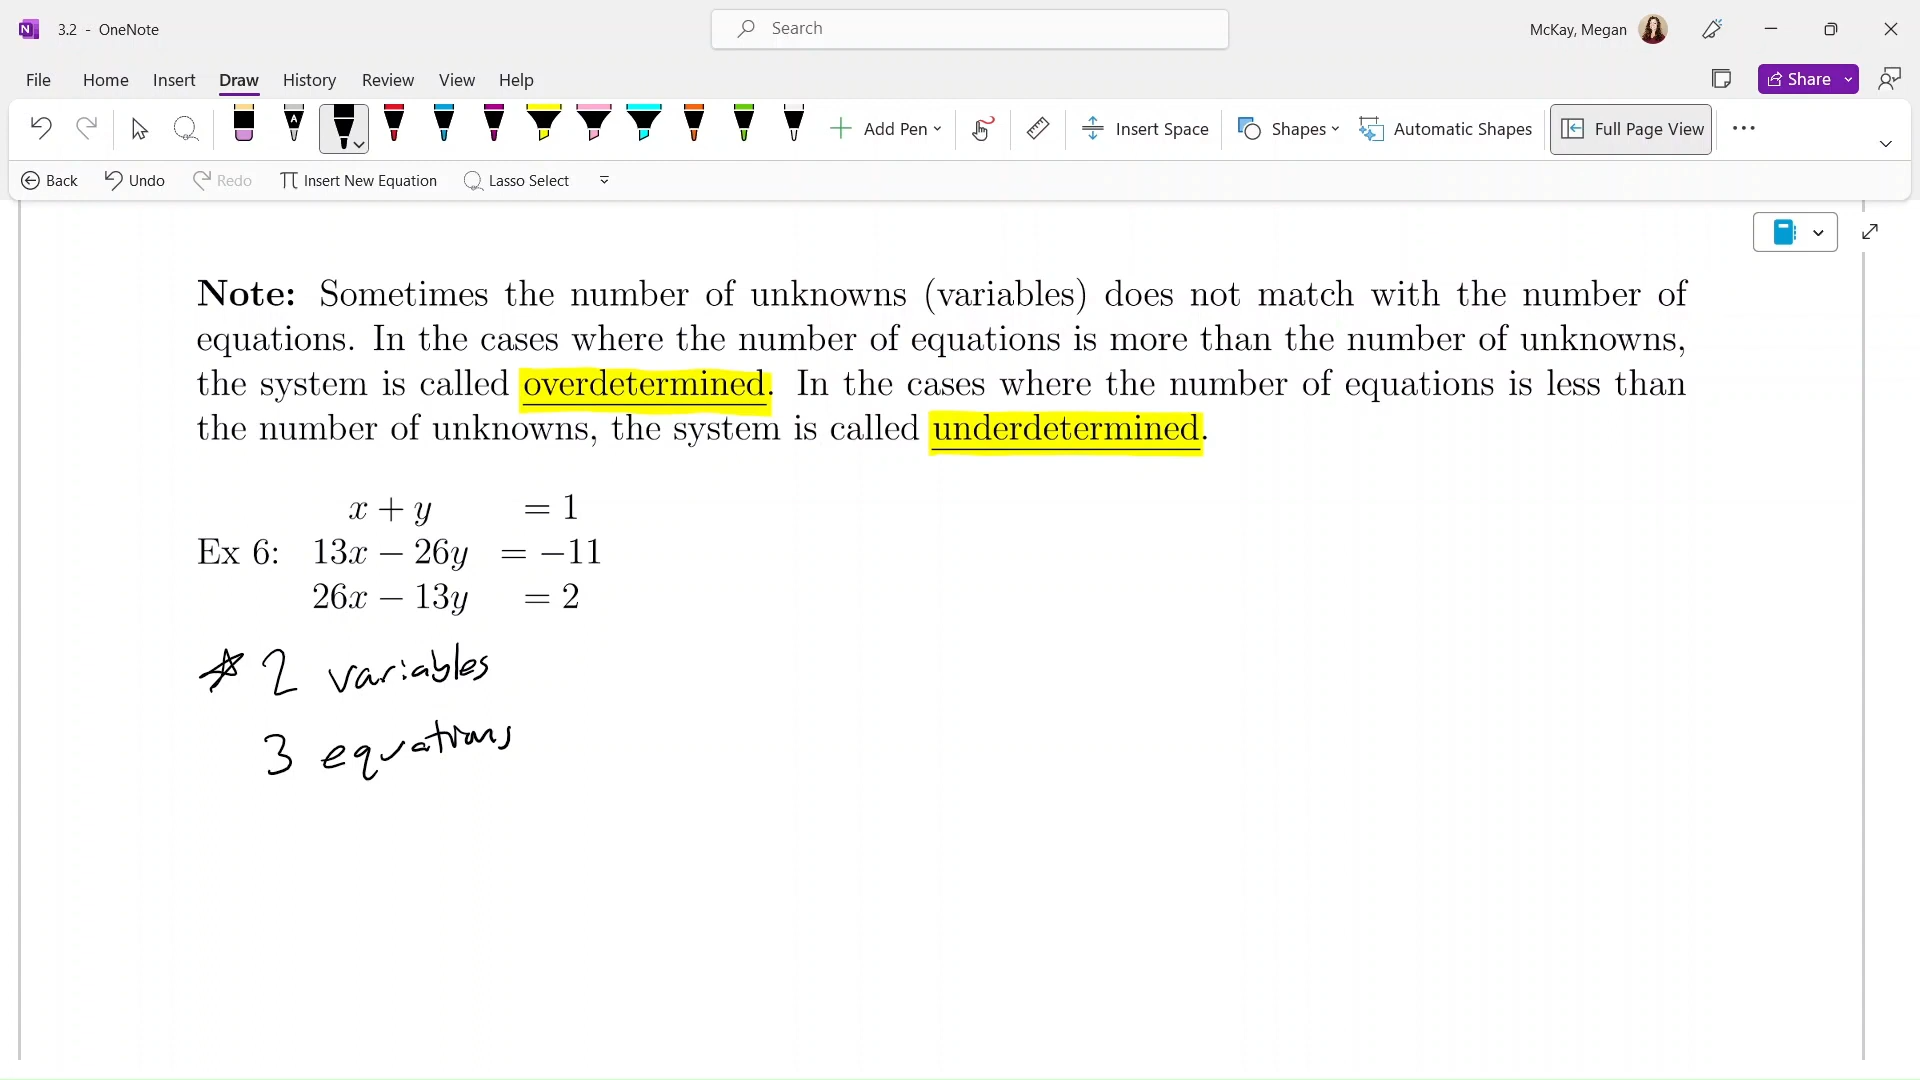 3.2 - OneNote
Search
McKay, Megan
File Home Insert Draw History Review View Help
Share
A
Add Pen
Insert Space
Shapes
Automatic Shapes
Full Page View
Back
Undo
Redo
Insert New Equation
Lasso Select
Note: Sometimes the number of unknowns (variables) does not match with the number of
equations. In the cases where the number of equations is more than the number of unknowns,
the system is called overdetermined. In the cases where the number of equations is less than
the number of unknowns, the system is called underdetermined.
x + y = 1
Ex 6: 13x − 26y = −11
26x − 13y = 2
* 2 variables
3 equations